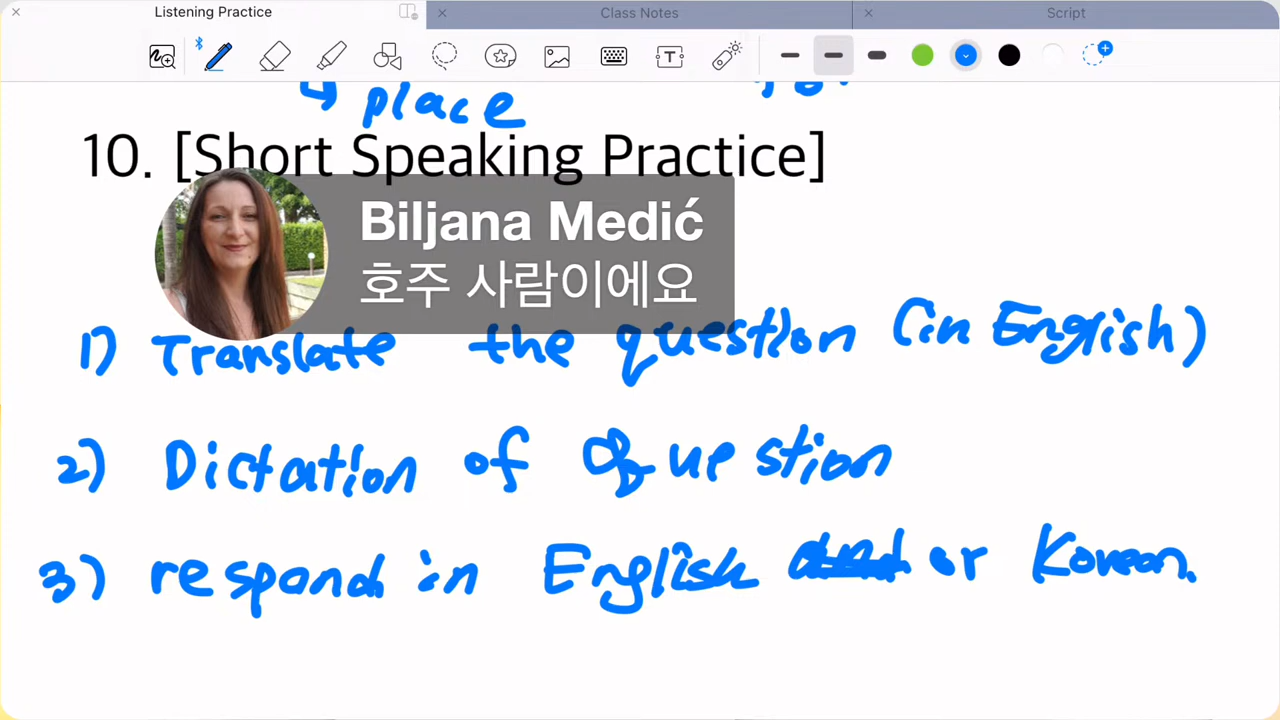 Listening Practice
Class Notes
Script
place
10. [Short Speaking Practice]
Biljana Medić
호주 사람이에요
1) Translate the question (in English)
2) Dictation of question
3) respond in English and or Korean.